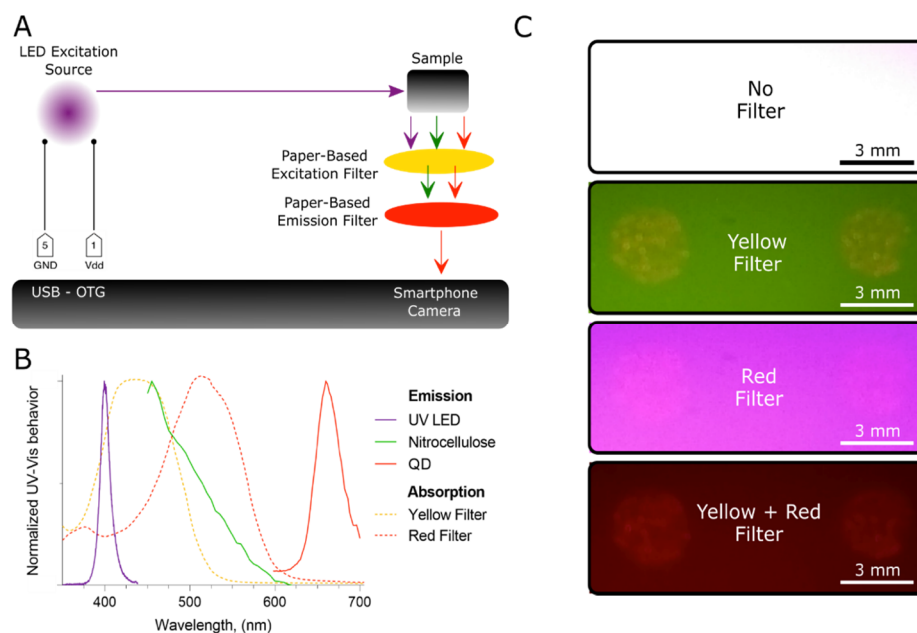 A
LED Excitation
Source
Sample
Paper-Based
Excitation Filter
Paper-Based
Emission Filter
5
GND
1
Vdd
USB - OTG
Smartphone
Camera
B
Normalized UV-Vis behavior
400
500
600
700
Wavelength, (nm)
Emission
UV LED
Nitrocellulose
QD
Absorption
Yellow Filter
Red Filter
C
No
Filter
3 mm
Yellow
Filter
3 mm
Red
Filter
3 mm
Yellow + Red
Filter
3 mm